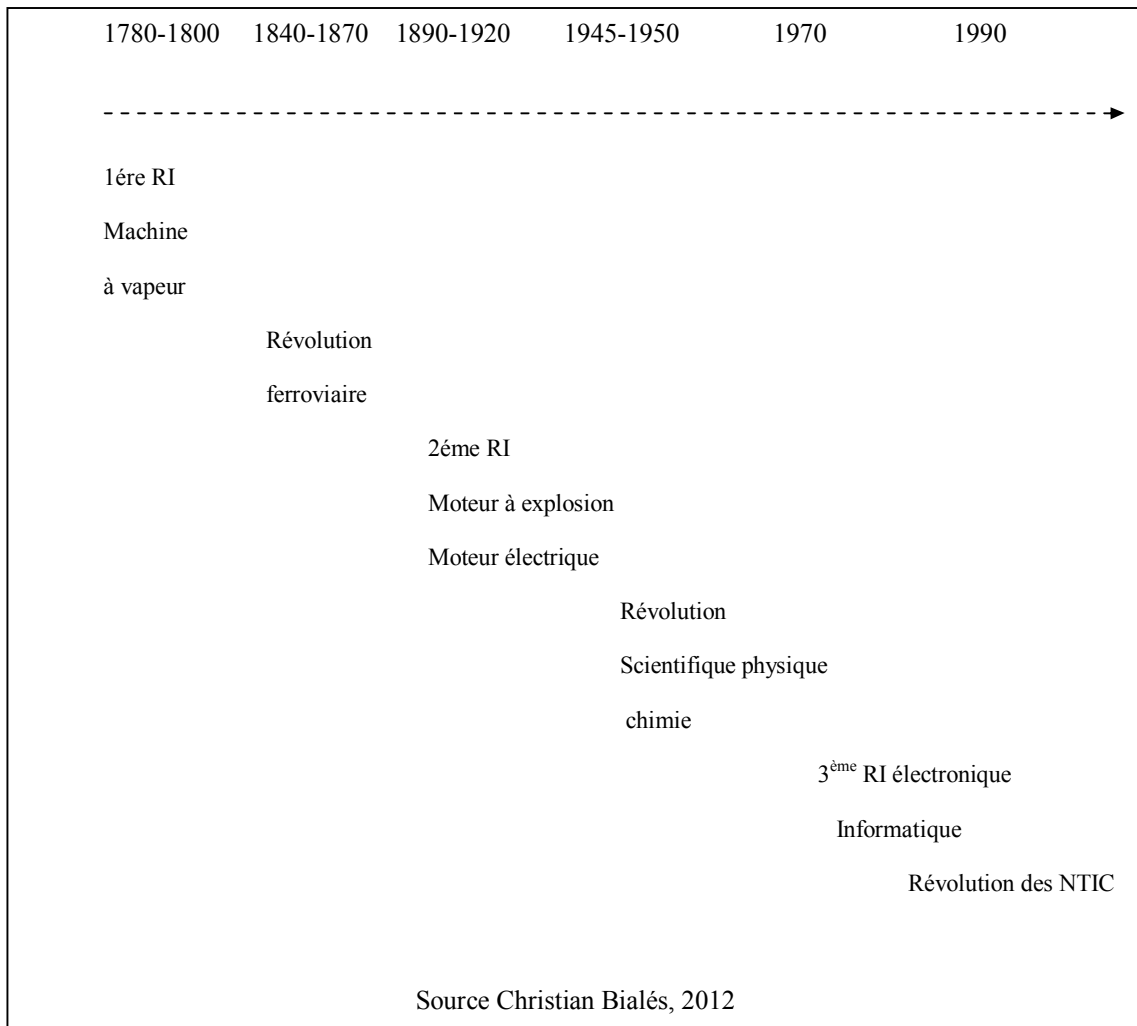 1780-1800 1840-1870 1890-1920 1945-1950 1970 1990
1ére RI
Machine
à vapeur
Révolution
ferroviaire
2éme RI
Moteur à explosion
Moteur électrique
Révolution
Scientifique physique
chimie
3ème RI électronique
Informatique
Révolution des NTIC
Source Christian Bialés, 2012